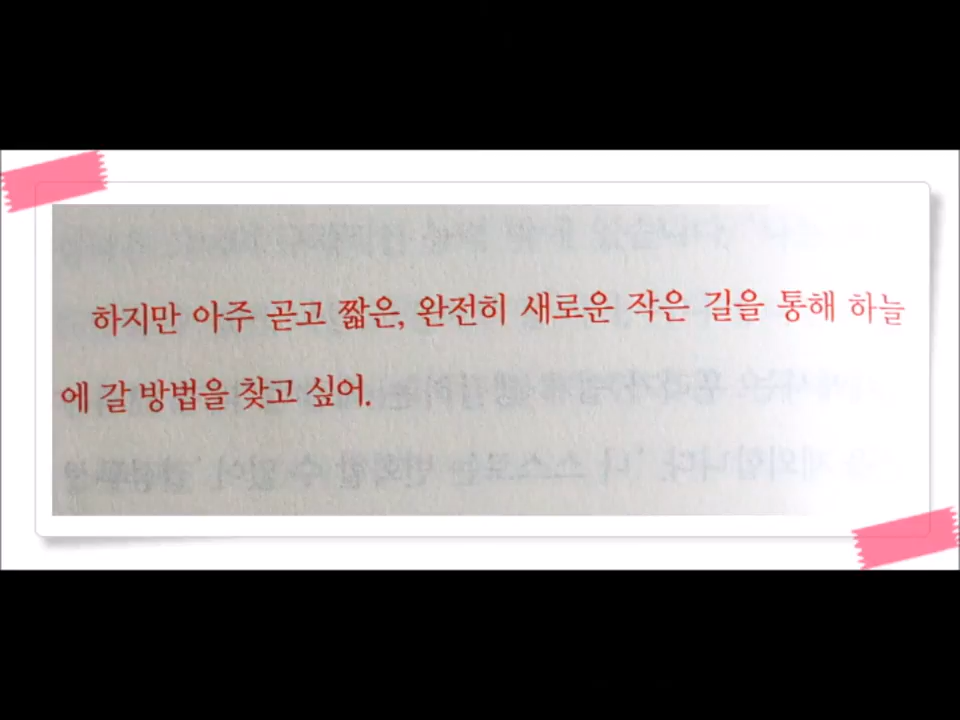 하지만 아주 곧고 짧은, 완전히 새로운 작은 길을 통해 하늘
에 갈 방법을 찾고 싶어.